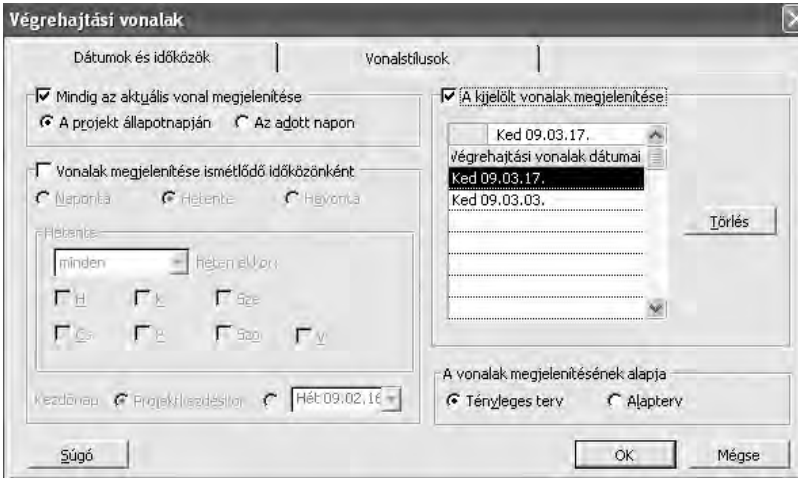 Végrehajtási vonalak
Dátumok és időközök
Vonalstílusok
Mindig az aktuális vonal megjelenítése
A projekt állapotnapján
Az adott napon
Vonalak megjelenítése ismétlődő időközönként
Naponta
Hetente
Havonta
Hetente
minden
héten ekkor:
H
K
Sze
Cs
P
Szo
V
Kezdőnap
Projektkezdéskor
Hét 09.02.16
A kijelölt vonalak megjelenítése
Ked 09.03.17.
Végrehajtási vonalak dátumai
Ked 09.03.17.
Ked 09.03.03.
Törlés
A vonalak megjelenítésének alapja
Tényleges terv
Alapterv
Súgó
OK
Mégse